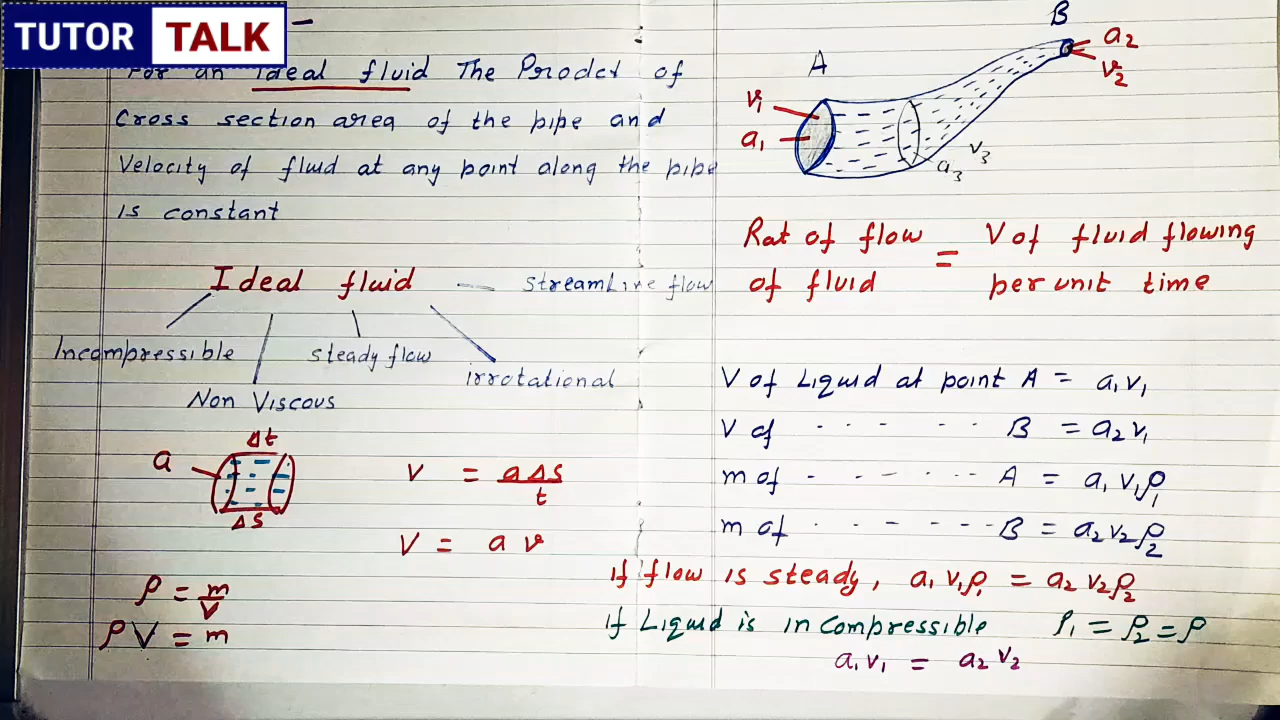 TUTOR TALK
For an Ideal fluid The Prodct of
Cross section area of the pipe and
Velocity of fluid at any point along the pipe
is constant
Ideal fluid — StreamLine flow
Incompressible
steady flow
irrotational
Non Viscous
Δt
a
ΔS
V = aΔS/t
V = a v
ρ = m/V
ρV = m
A
B
v₁
a₁
a₂
v₂
v₃
a₃
Rat of flow of fluid = V of fluid flowing per unit time
V of Liquid at point A = a₁v₁
V of - - - - - - B = a₂v₁
m of - - - - - - A = a₁v₁ρ₁
m of - - - - - - B = a₂v₂ρ₂
If flow is steady, a₁v₁ρ₁ = a₂v₂ρ₂
If Liquid is incompressible ρ₁ = ρ₂ = ρ
a₁v₁ = a₂v₂